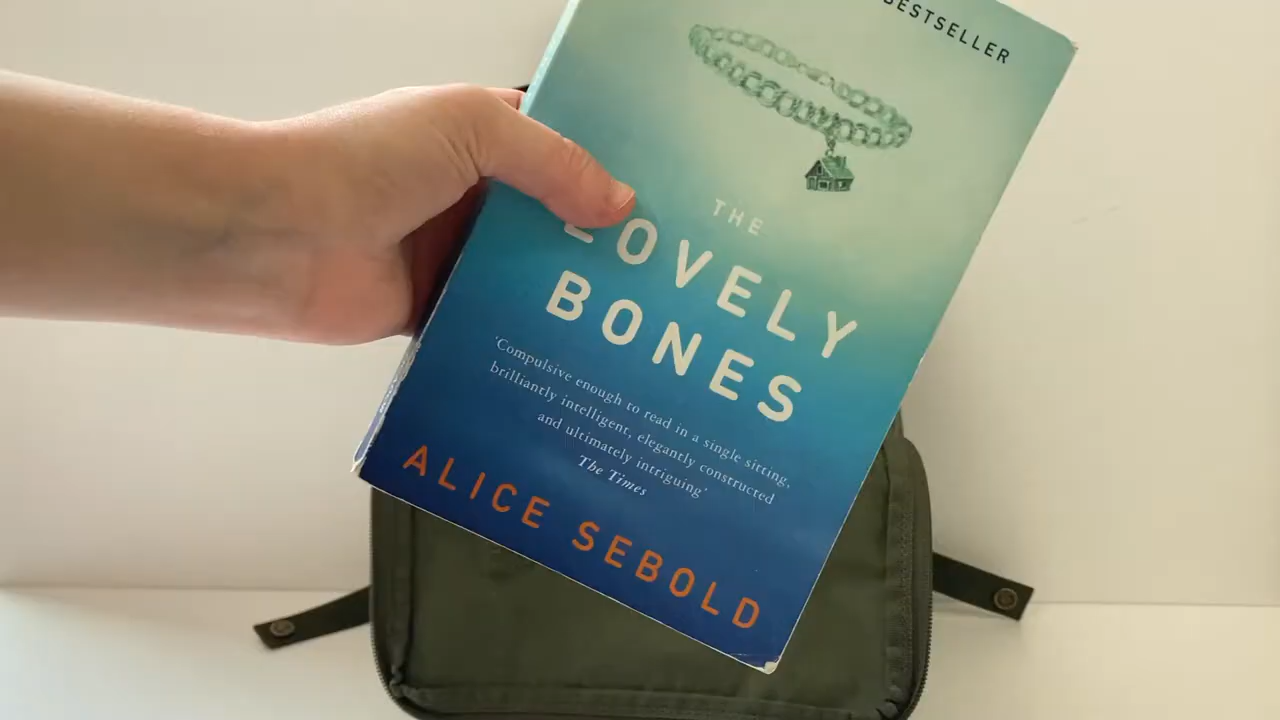 BESTSELLER
THE
LOVELY
BONES
'Compulsive enough to read in a single sitting,
brilliantly intelligent, elegantly constructed
and ultimately intriguing'
The Times
ALICE SEBOLD